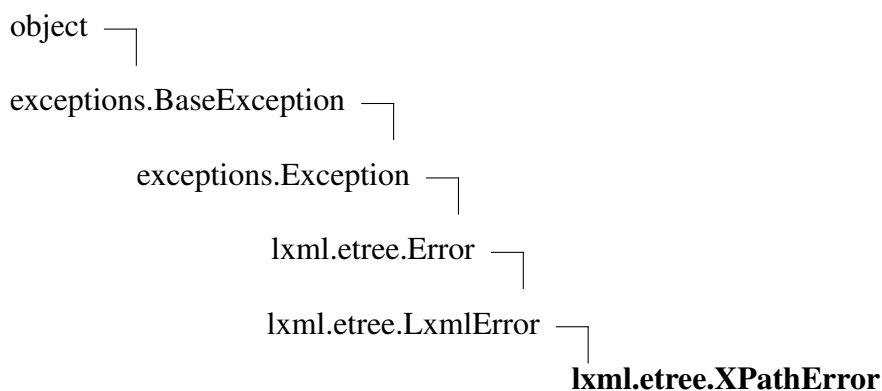 object
exceptions.BaseException
exceptions.Exception
lxml.etree.Error
lxml.etree.LxmlError
lxml.etree.XPathError